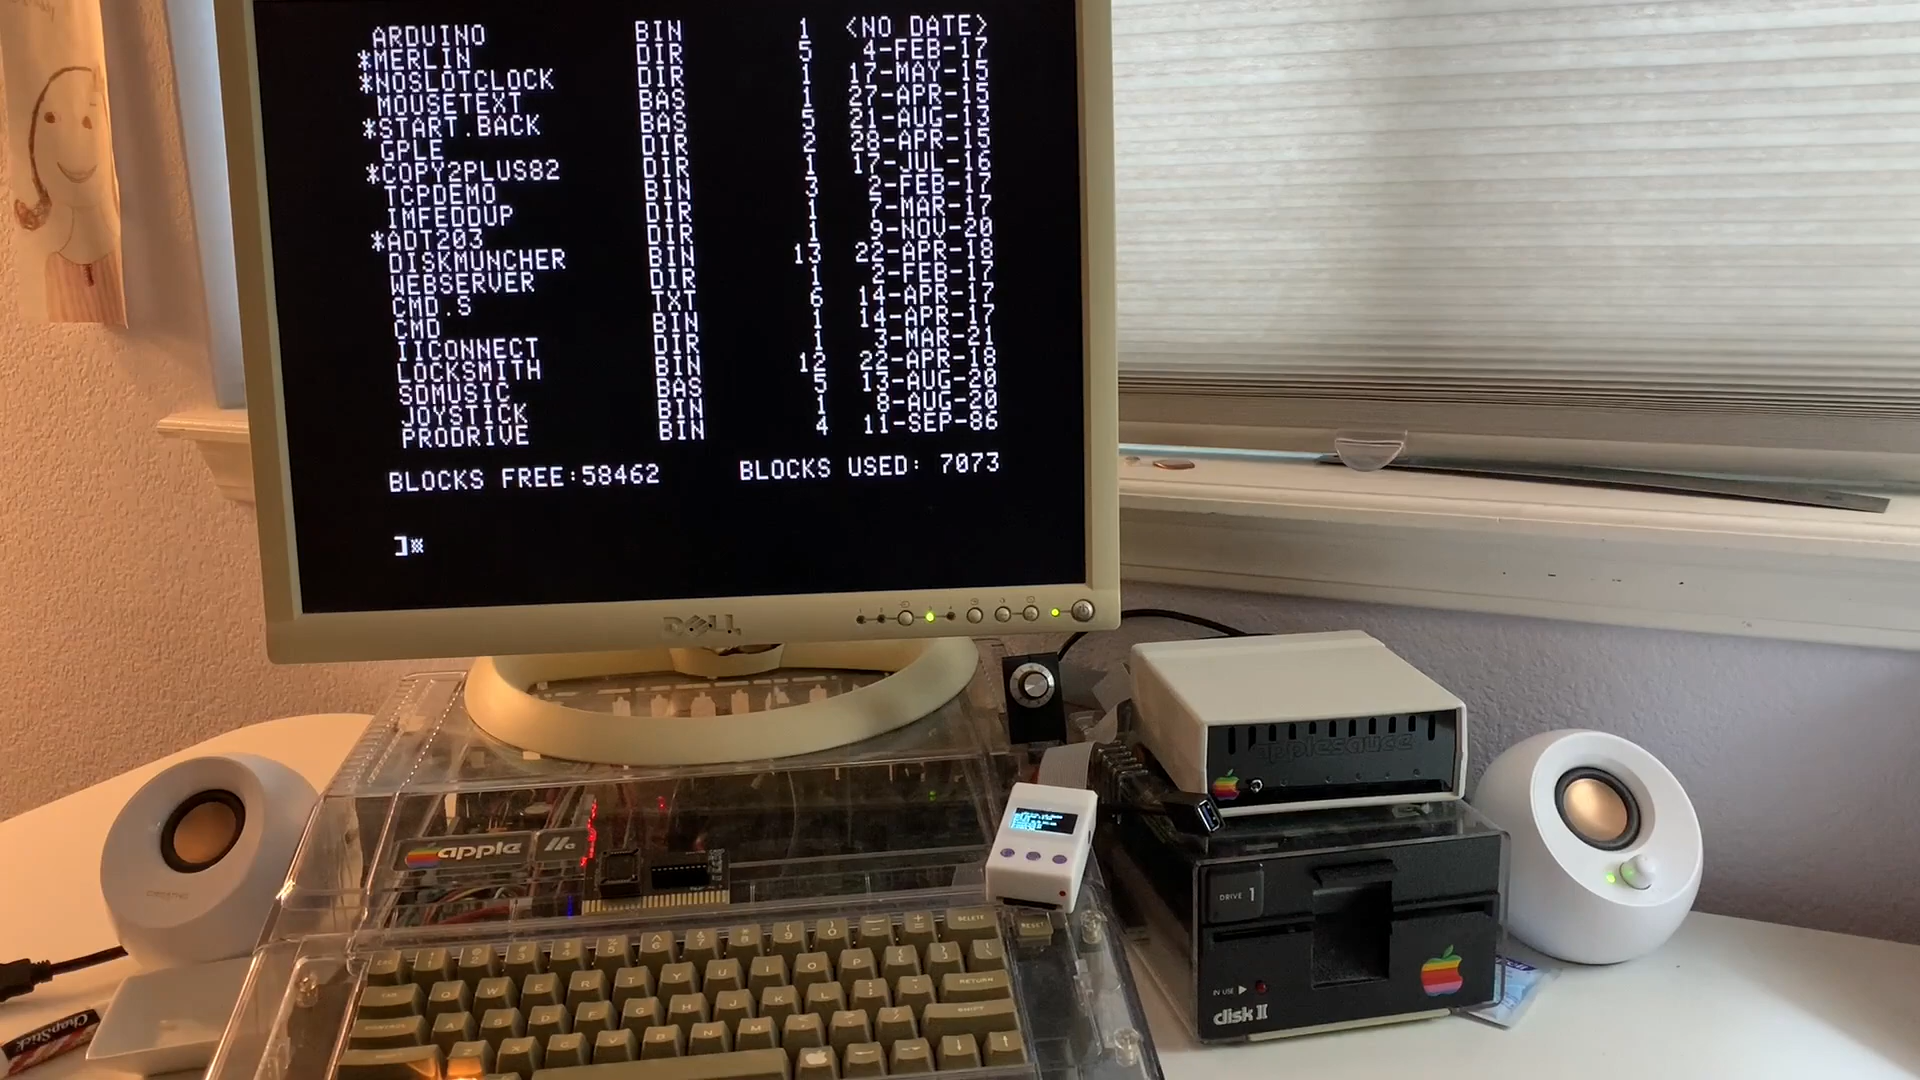 ARDUINO BIN 1 <NO DATE>
*MERLIN DIR 5 4-FEB-17
*NOSLOTCLOCK DIR 1 17-MAY-15
MOUSETEXT BAS 1 27-APR-15
*START.BACK BAS 5 21-AUG-13
GPLE DIR 2 28-APR-15
*COPY2PLUS82 DIR 1 17-JUL-16
TCPDEMO BIN 3 2-FEB-17
IMFEDDUP DIR 1 7-MAR-17
*ADT203 DIR 1 9-NOV-20
DISKMUNCHER BIN 13 22-APR-18
WEBSERVER DIR 1 2-FEB-17
CMD.S TXT 6 14-APR-17
CMD BIN 1 14-APR-17
IICONNECT DIR 1 3-MAR-21
LOCKSMITH BIN 12 22-APR-18
SDMUSIC BAS 5 13-AUG-20
JOYSTICK BIN 1 8-AUG-20
PRODRIVE BIN 4 11-SEP-86
BLOCKS FREE:58462 BLOCKS USED: 7073
]
DELL
applesauce
apple //e
DRIVE 1
IN USE
disk ][
ChapStick
DELETE
RESET
RETURN
Q W E R T Y U I O P
A S D F G H J K L
B N M